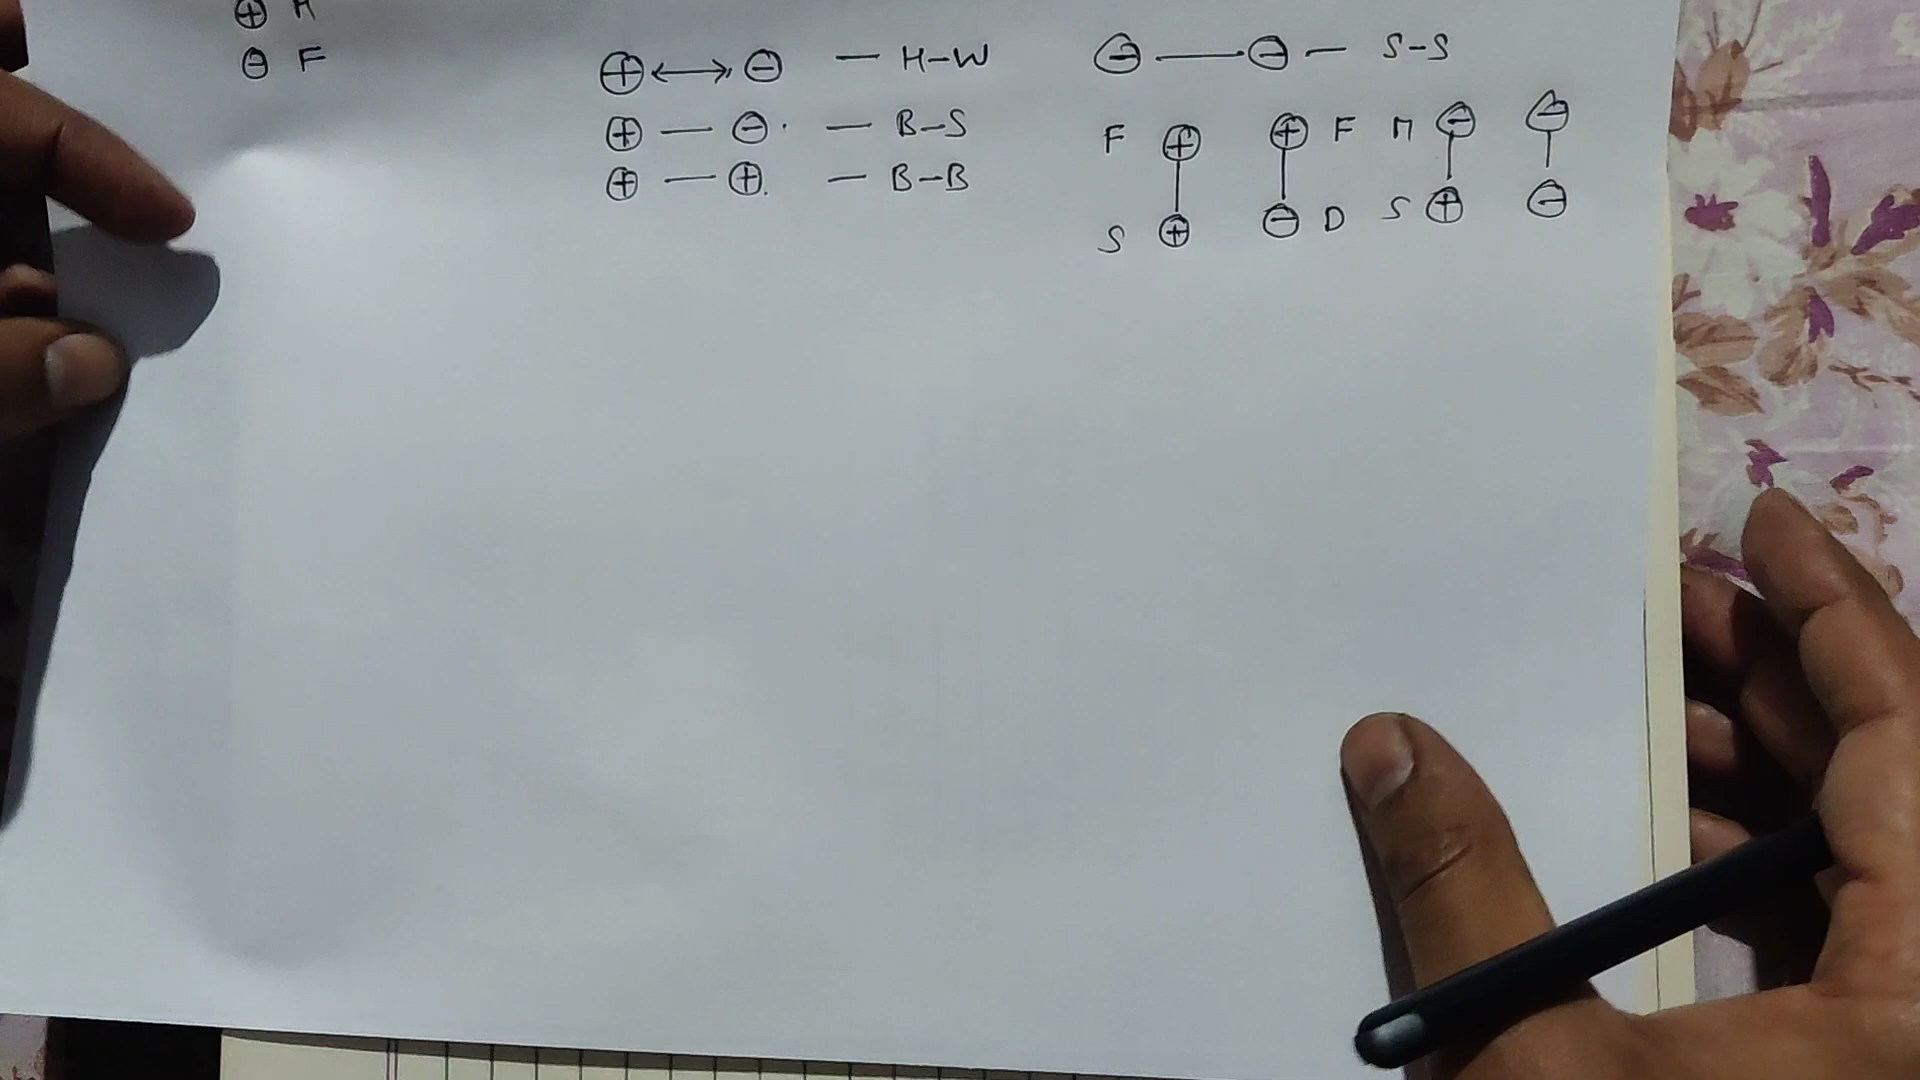 ⊕ M
⊖ F
⊕ ⟷ ⊖ — H-W
⊕ — ⊖ — B-S
⊕ — ⊕ — B-B
⊖ — ⊖ — S-S
F ⊕ ⊕ F M ⊖ ⊖
S ⊕ ⊖ D S ⊕ ⊖